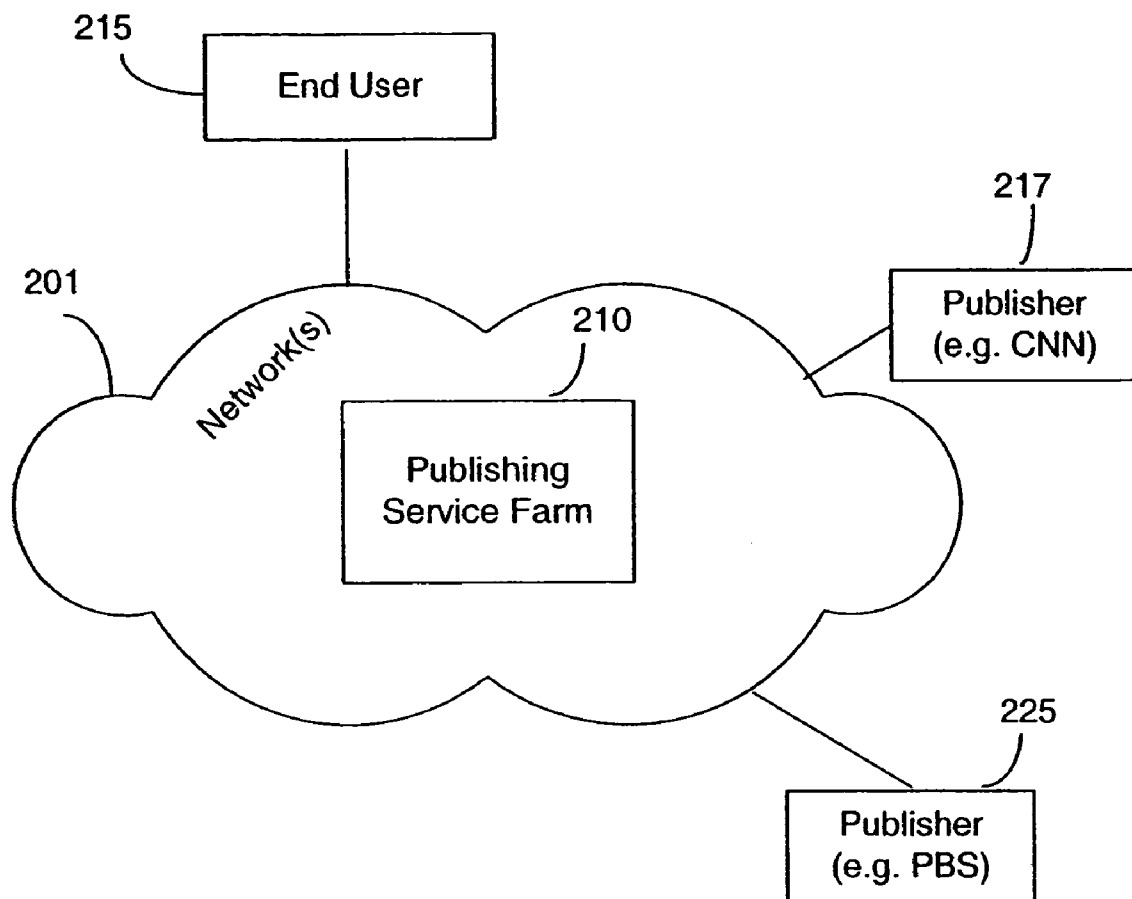 215
End User
217
201
Publisher
(e.g. CNN)
210
Network(s)
Publishing
Service Farm
225
Publisher
(e.g. PBS)